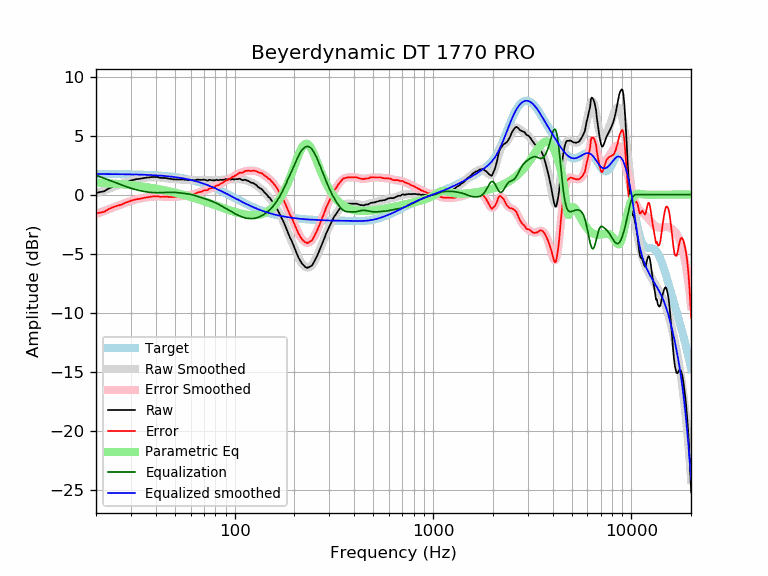 Beyerdynamic DT 1770 PRO
10
5
0
−5
−10
−15
−20
−25
Amplitude (dBr)
Target
Raw Smoothed
Error Smoothed
Raw
Error
Parametric Eq
Equalization
Equalized smoothed
100
1000
10000
Frequency (Hz)